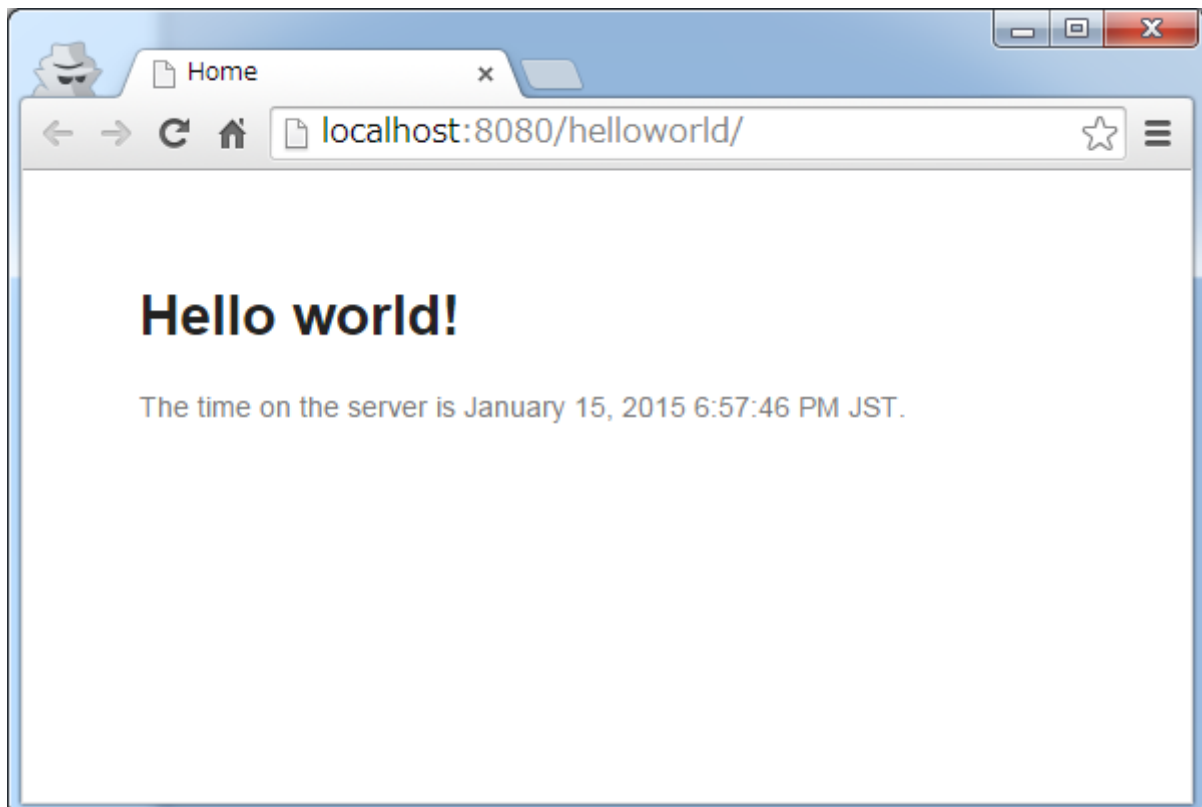 Home
localhost:8080/helloworld/
Hello world!
The time on the server is January 15, 2015 6:57:46 PM JST.